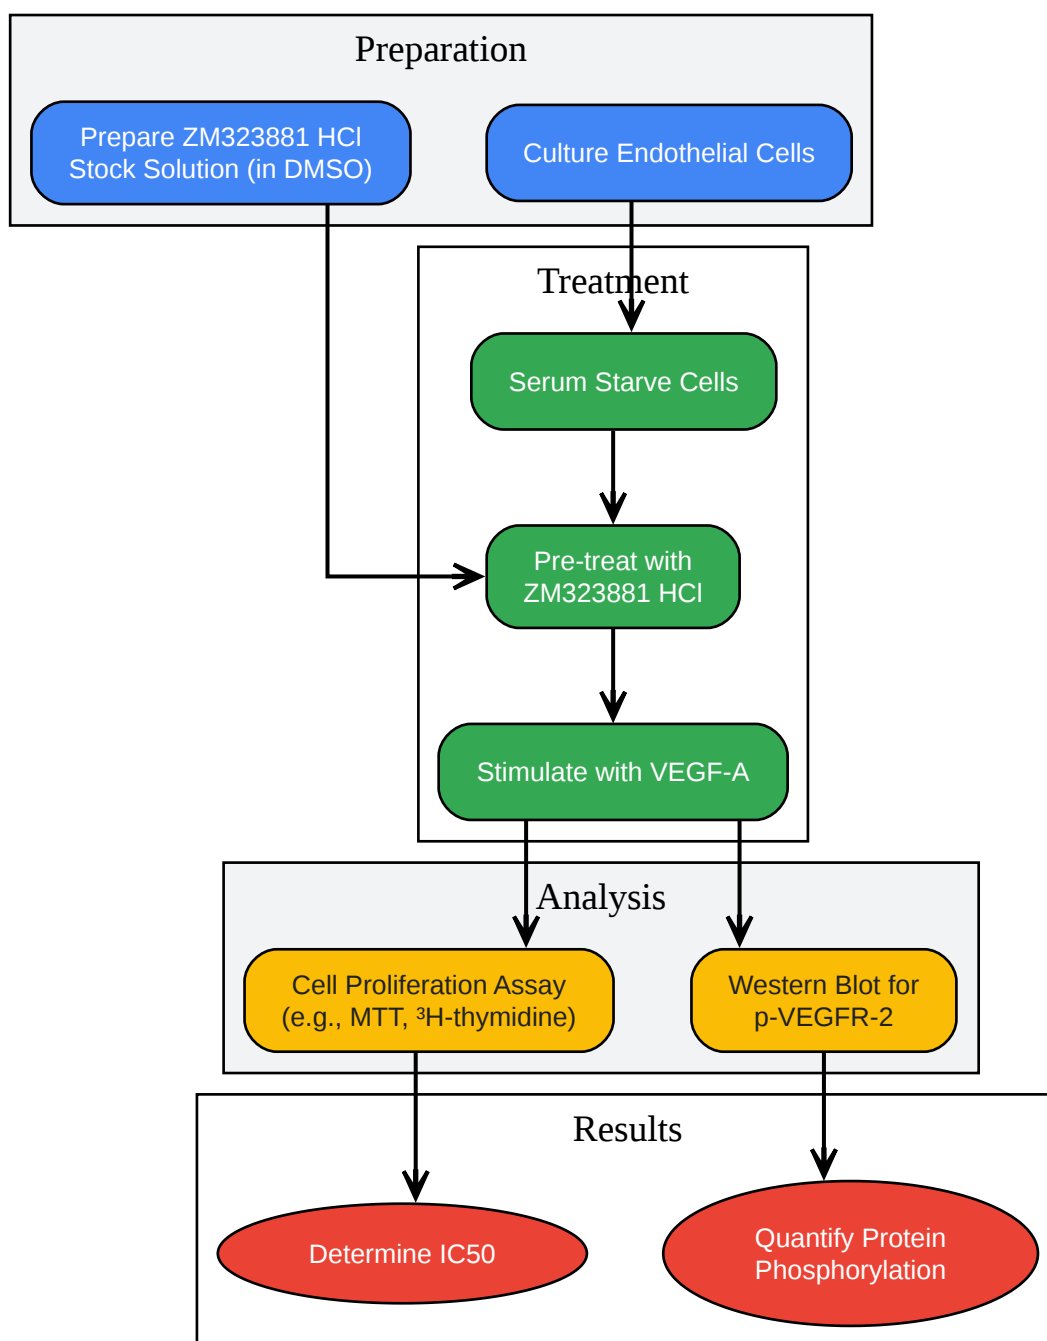 Preparation
Prepare ZM323881 HCl
Stock Solution (in DMSO)
Culture Endothelial Cells
Treatment
Serum Starve Cells
Pre-treat with
ZM323881 HCl
Stimulate with VEGF-A
Analysis
Cell Proliferation Assay
(e.g., MTT, ³H-thymidine)
Western Blot for
p-VEGFR-2
Results
Determine IC50
Quantify Protein
Phosphorylation